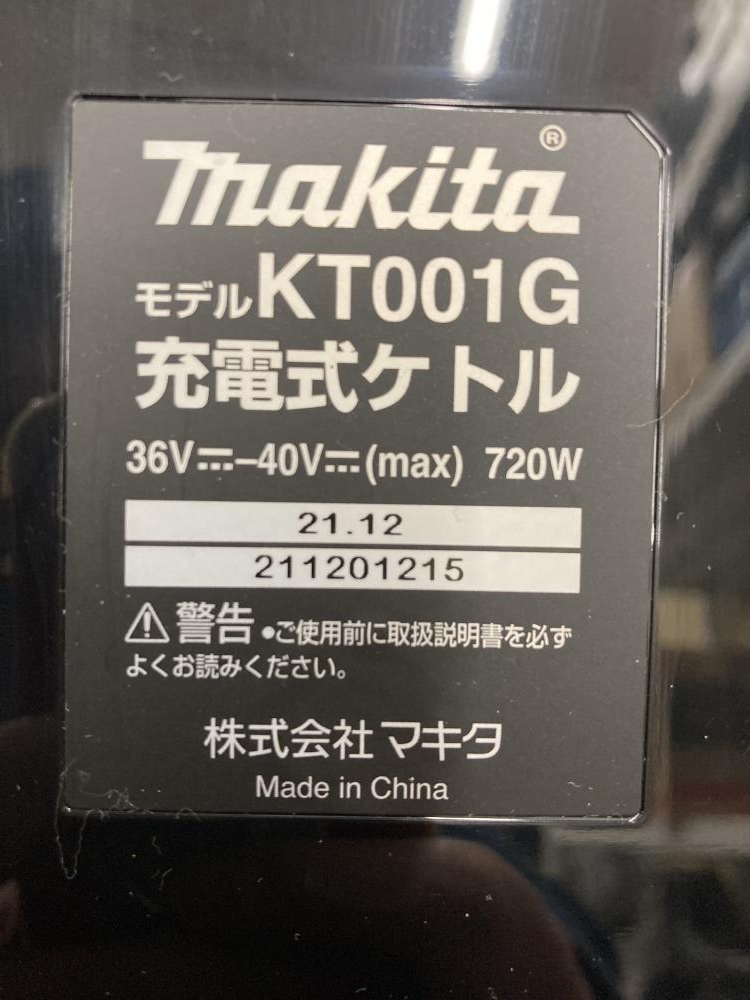 makita®
モデルKT001G
充電式ケトル
36V⎓–40V⎓(max) 720W
21.12
211201215
⚠警告 ●ご使用前に取扱説明書を必ず
よくお読みください。
株式会社マキタ
Made in China